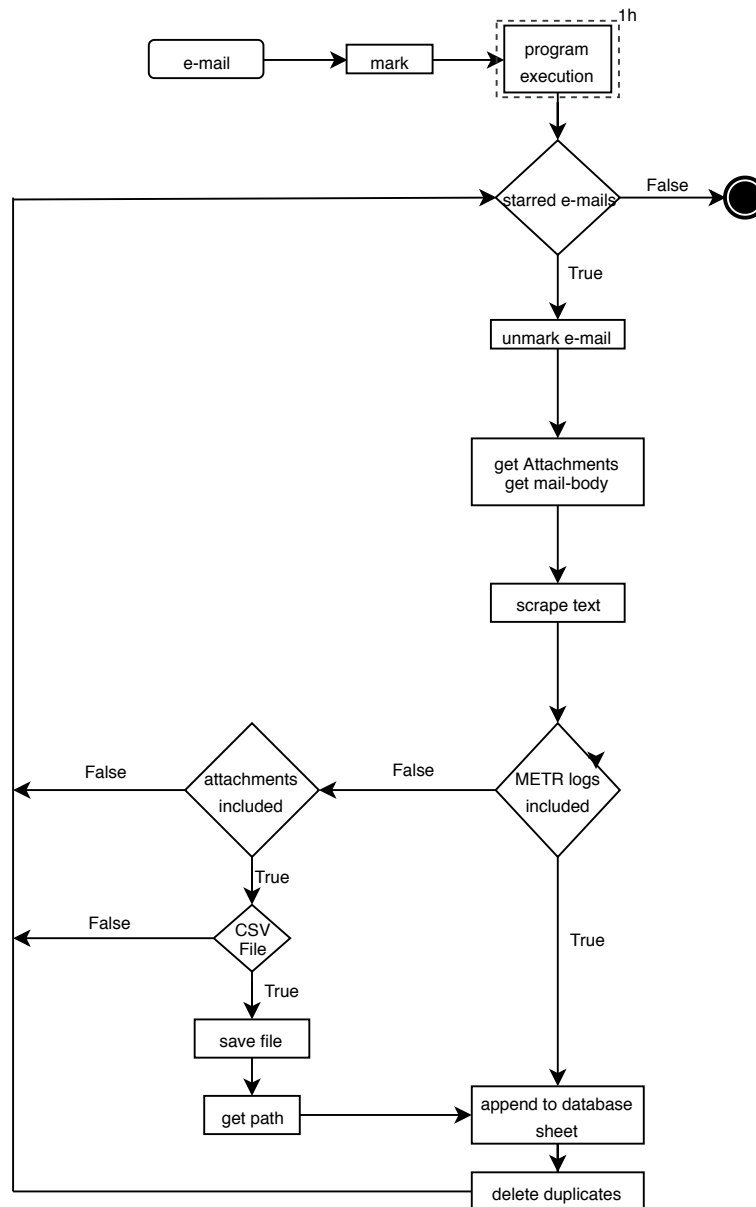 1h
e-mail
mark
program
execution
starred e-mails
False
True
unmark e-mail
get Attachments
get mail-body
scrape text
METR logs
included
False
attachments
included
False
True
CSV
File
False
True
True
save file
get path
append to database
sheet
delete duplicates